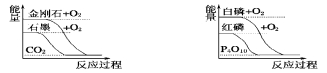 能量
金刚石+O₂
石墨 +O₂
CO₂
反应过程
能量
白磷+O₂
红磷 +O₂
P₄O₁₀
反应过程